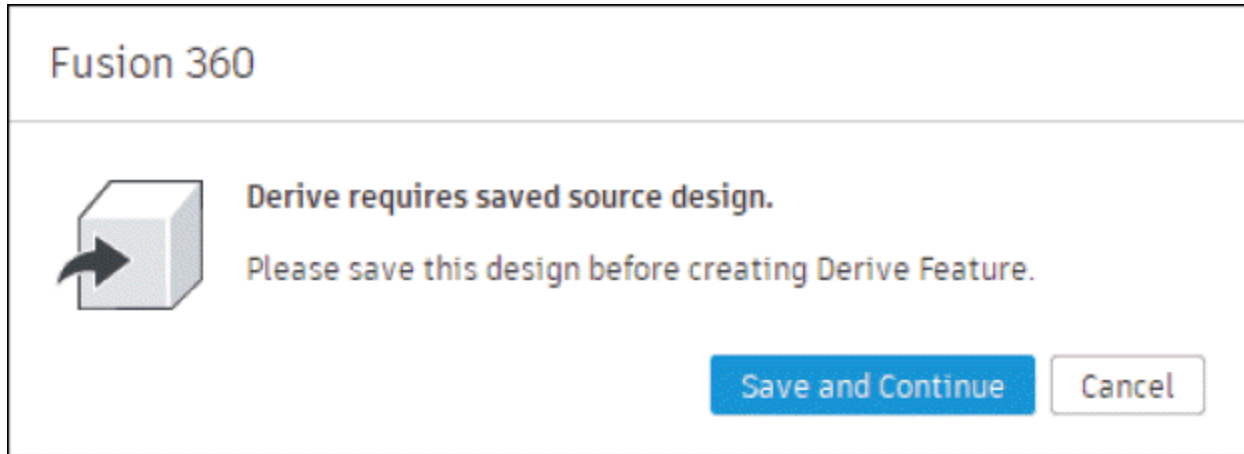 Fusion 360
Derive requires saved source design.
Please save this design before creating Derive Feature.
Save and Continue
Cancel